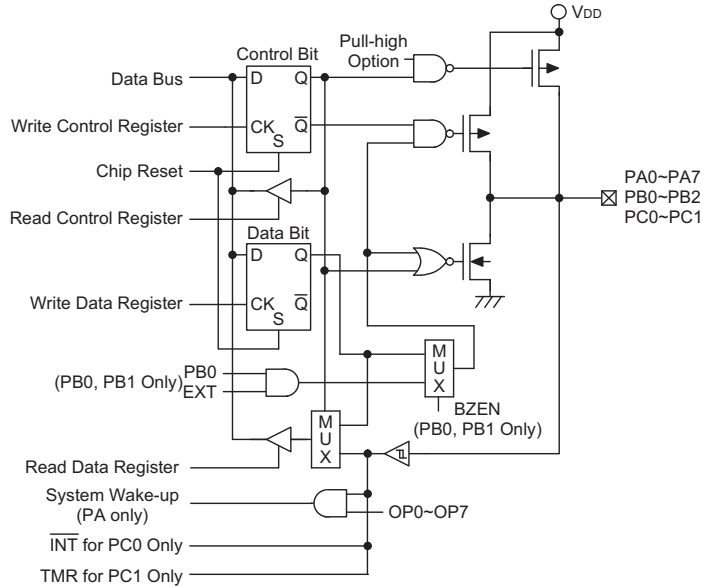 VDD
Control Bit
Pull-high
Option
Data Bus
D
Q
Write Control Register
CK
Q
S
Chip Reset
PA0~PA7
PB0~PB2
PC0~PC1
Read Control Register
Data Bit
D
Q
Write Data Register
CK
Q
S
M
U
X
PB0
(PB0, PB1 Only)
EXT
BZEN
(PB0, PB1 Only)
M
U
X
Read Data Register
System Wake-up
(PA only)
OP0~OP7
INT for PC0 Only
TMR for PC1 Only